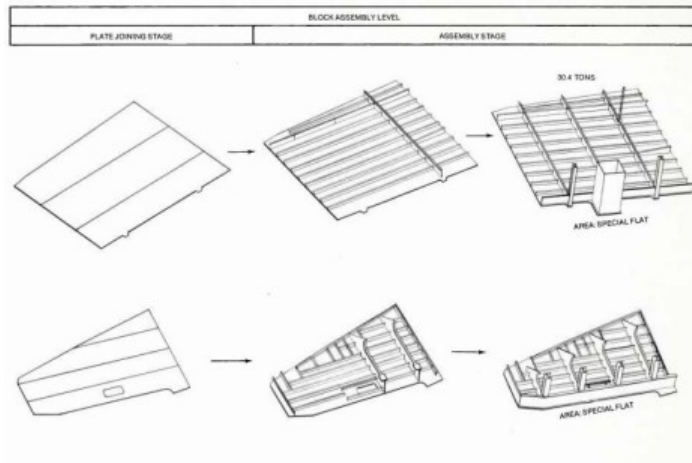 BLOCK ASSEMBLY LEVEL
PLATE JOINING STAGE
ASSEMBLY STAGE
30.4 TONS
AREA: SPECIAL FLAT
AREA: SPECIAL FLAT